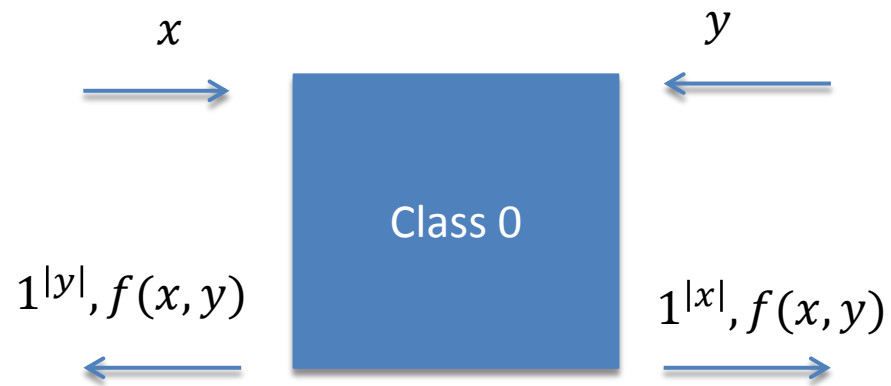 x
y
Class 0
1^{|y|}, f(x, y)
1^{|x|}, f(x, y)